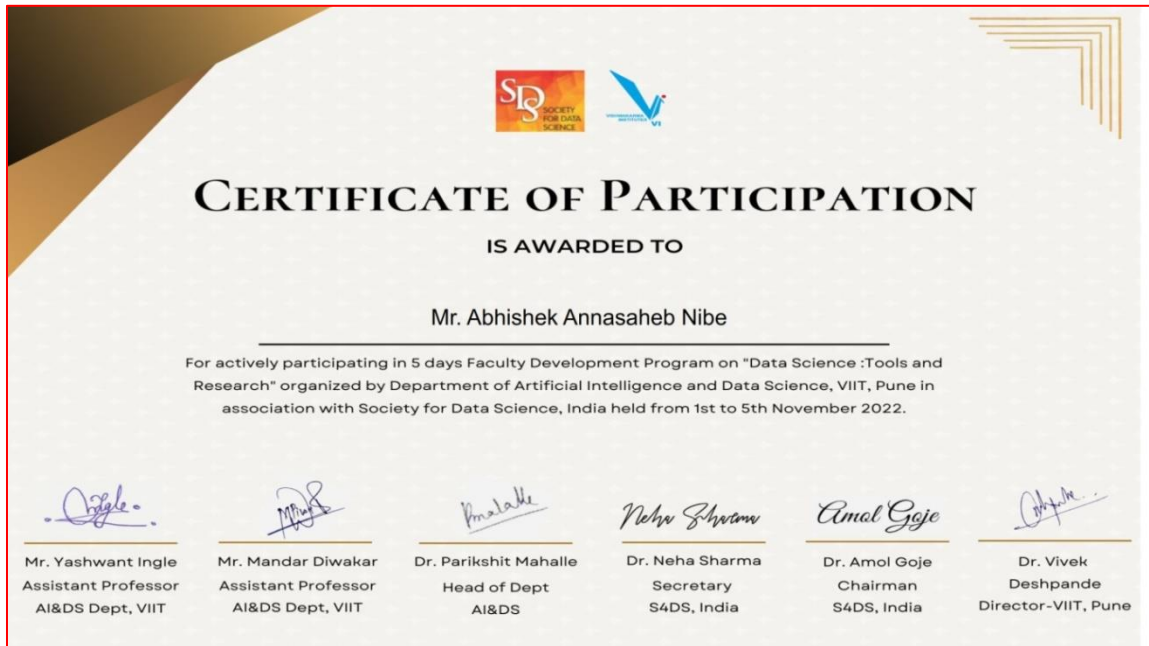 SDS SOCIETY
FOR DATA
SCIENCE
VI
CERTIFICATE OF PARTICIPATION
IS AWARDED TO
Mr. Abhishek Annasaheb Nibe
For actively participating in 5 days Faculty Development Program on "Data Science :Tools and
Research" organized by Department of Artificial Intelligence and Data Science, VIIT, Pune in
association with Society for Data Science, India held from 1st to 5th November 2022.
Neha Sharma
Amol Goje
Mr. Yashwant Ingle
Assistant Professor
AI&DS Dept, VIIT
Mr. Mandar Diwakar
Assistant Professor
AI&DS Dept, VIIT
Dr. Parikshit Mahalle
Head of Dept
AI&DS
Dr. Neha Sharma
Secretary
S4DS, India
Dr. Amol Goje
Chairman
S4DS, India
Dr. Vivek
Deshpande
Director-VIIT, Pune